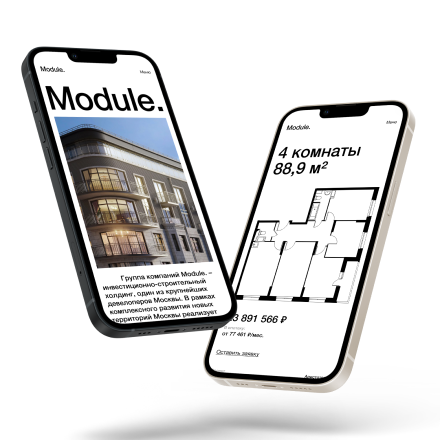 Module.
Меню
Module.
Группа компаний Module. –
инвестиционно-строительный
холдинг, один из крупнейших
девелоперов Москвы. В рамках
комплексного развития новых
территорий Москвы реализует
Module.
Меню
4 комнаты
88,9 м²
3 891 566 ₽
от 77 461 ₽/мес.
Оставить заявку